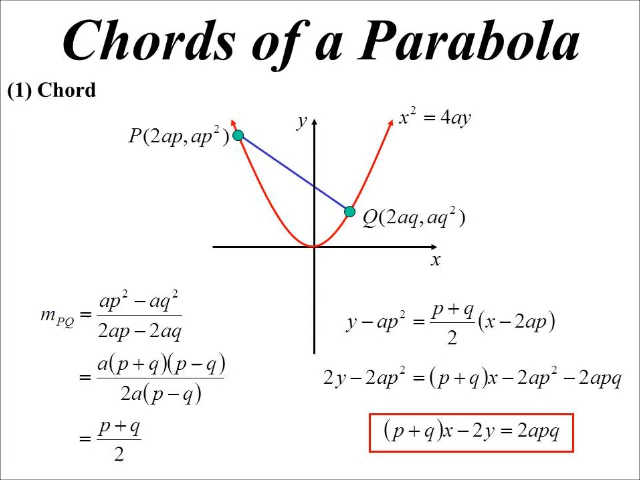 Chords of a Parabola
(1) Chord
y
x² = 4ay
P(2ap, ap²)
Q(2aq, aq²)
x
m_PQ = (ap² − aq²)/(2ap − 2aq)
= a(p + q)(p − q)/2a(p − q)
= (p + q)/2
y − ap² = (p + q)/2 (x − 2ap)
2y − 2ap² = (p + q)x − 2ap² − 2apq
(p + q)x − 2y = 2apq